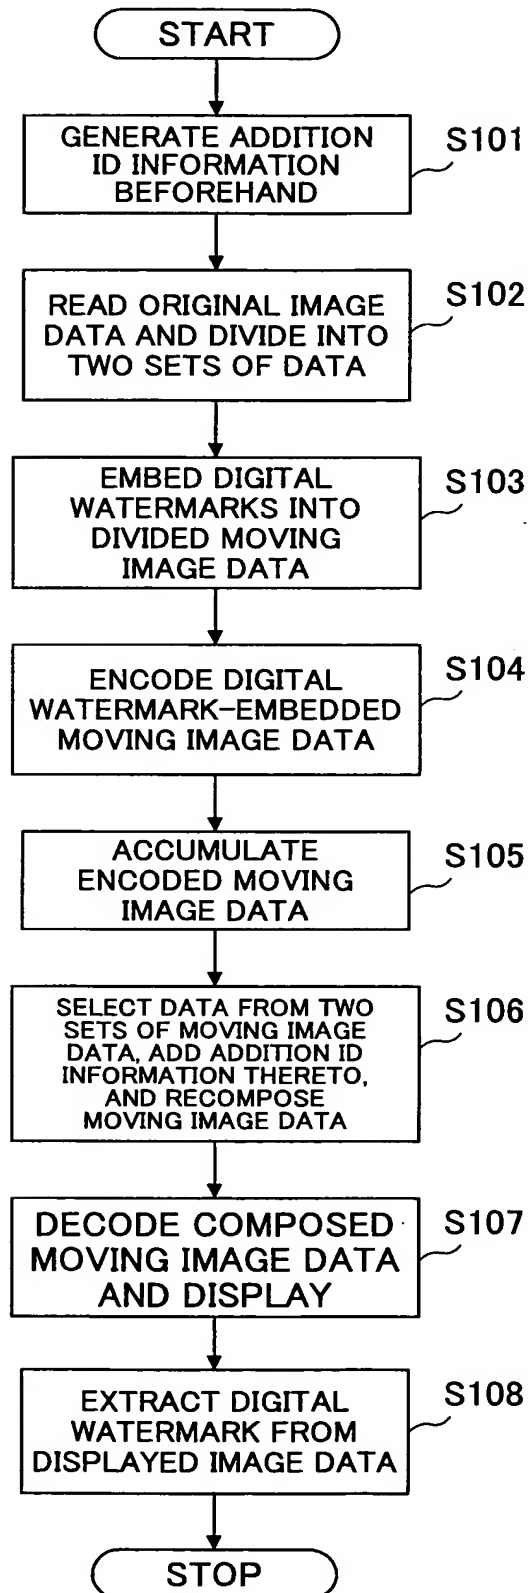 START
GENERATE ADDITION
ID INFORMATION
BEFOREHAND
S101
READ ORIGINAL IMAGE
DATA AND DIVIDE INTO
TWO SETS OF DATA
S102
EMBED DIGITAL
WATERMARKS INTO
DIVIDED MOVING
IMAGE DATA
S103
ENCODE DIGITAL
WATERMARK-EMBEDDED
MOVING IMAGE DATA
S104
ACCUMULATE
ENCODED MOVING
IMAGE DATA
S105
SELECT DATA FROM TWO
SETS OF MOVING IMAGE
DATA, ADD ADDITION ID
INFORMATION THERETO,
AND RECOMPOSE
MOVING IMAGE DATA
S106
DECODE COMPOSED
MOVING IMAGE DATA
AND DISPLAY
S107
EXTRACT DIGITAL
WATERMARK FROM
DISPLAYED IMAGE DATA
S108
STOP